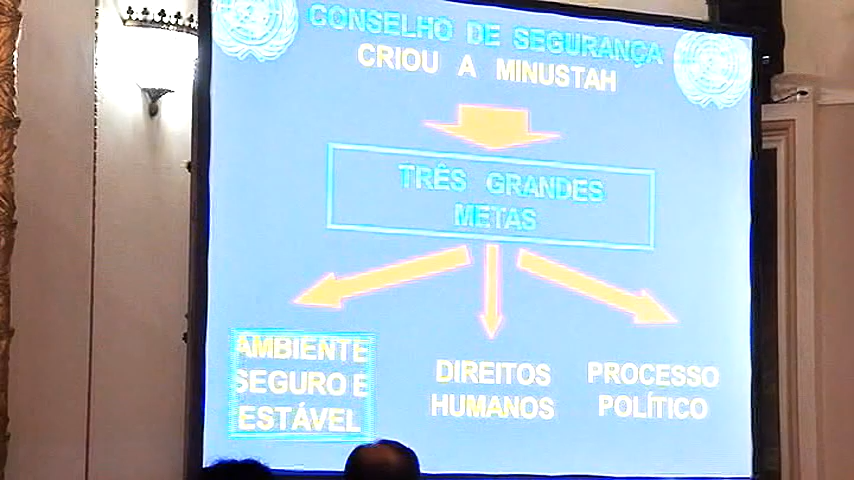 CONSELHO DE SEGURANÇA
CRIOU A MINUSTAH
TRÊS GRANDES
METAS
AMBIENTE
SEGURO E
ESTÁVEL
DIREITOS
HUMANOS
PROCESSO
POLÍTICO